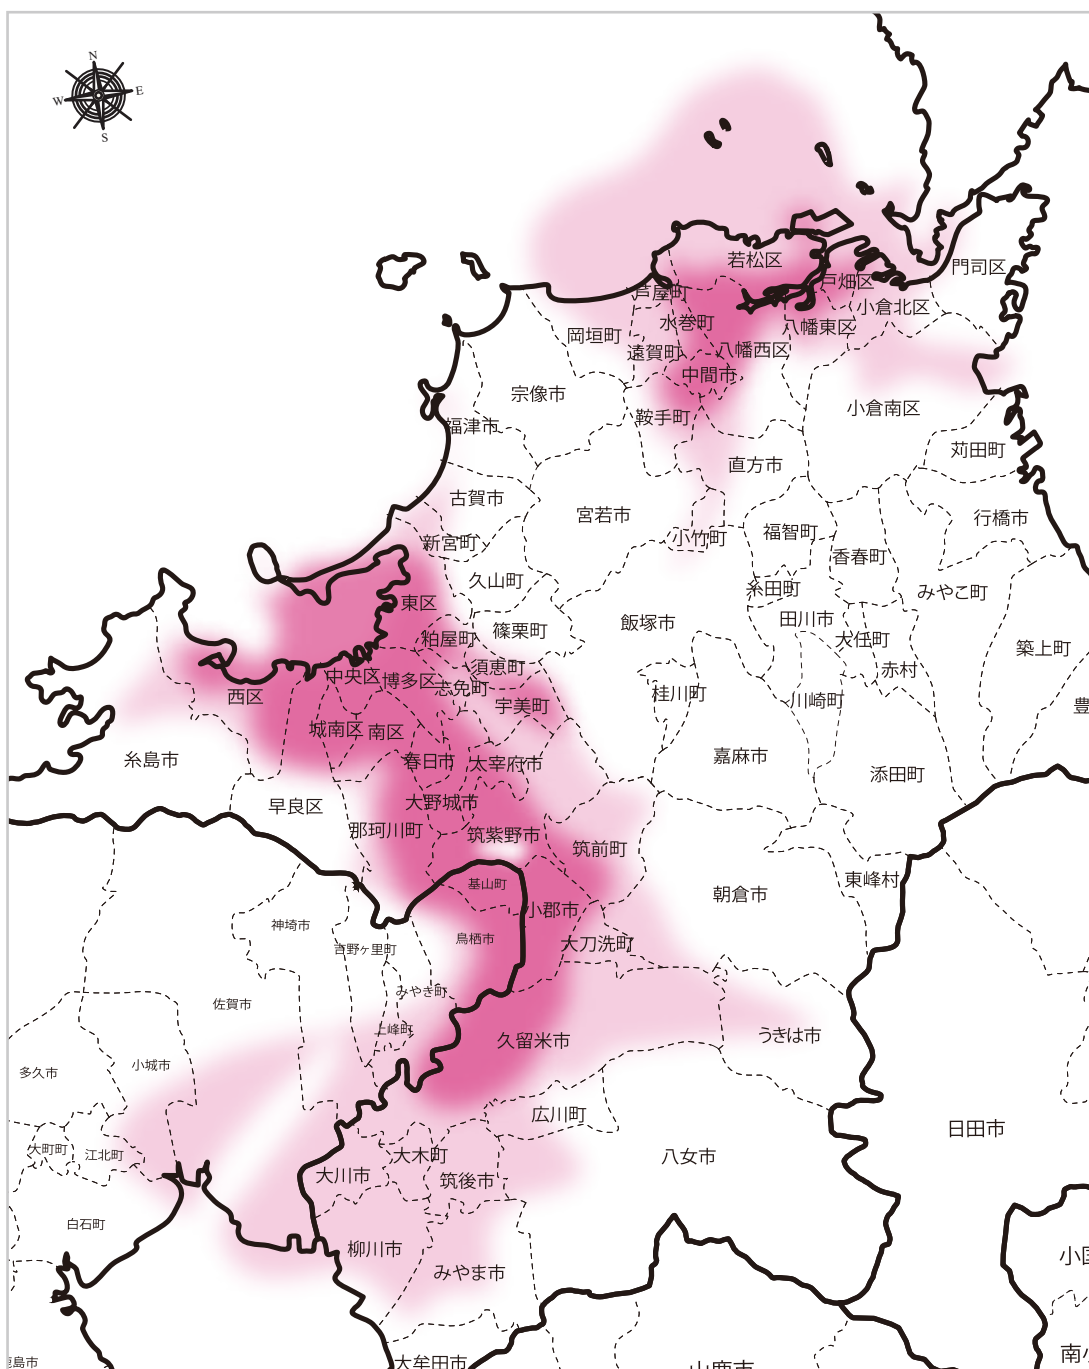 N
W
E
S
若松区
門司区
戸畑区
芦屋町
小倉北区
水巻町
八幡東区
岡垣町
遠賀町
八幡西区
中間市
宗像市
小倉南区
鞍手町
福津市
苅田町
直方市
古賀市
宮若市
行橋市
小竹町
福智町
新宮町
香春町
久山町
糸田町
みやこ町
東区
田川市
篠栗町
飯塚市
粕屋町
大任町
築上町
須恵町
赤村
中央区
博多区
志免町
西区
桂川町
川崎町
宇美町
豊
城南区
南区
糸島市
春日市
太宰府市
嘉麻市
添田町
早良区
大野城市
那珂川町
筑紫野市
筑前町
基山町
朝倉市
東峰村
小郡市
神埼市
鳥栖市
大刀洗町
吉野ヶ里町
みやき町
佐賀市
上峰町
久留米市
うきは市
小城市
多久市
広川町
日田市
大町町
江北町
大木町
八女市
大川市
筑後市
白石町
柳川市
小国
みやま市
南小
鹿島市
大牟田市
山鹿市